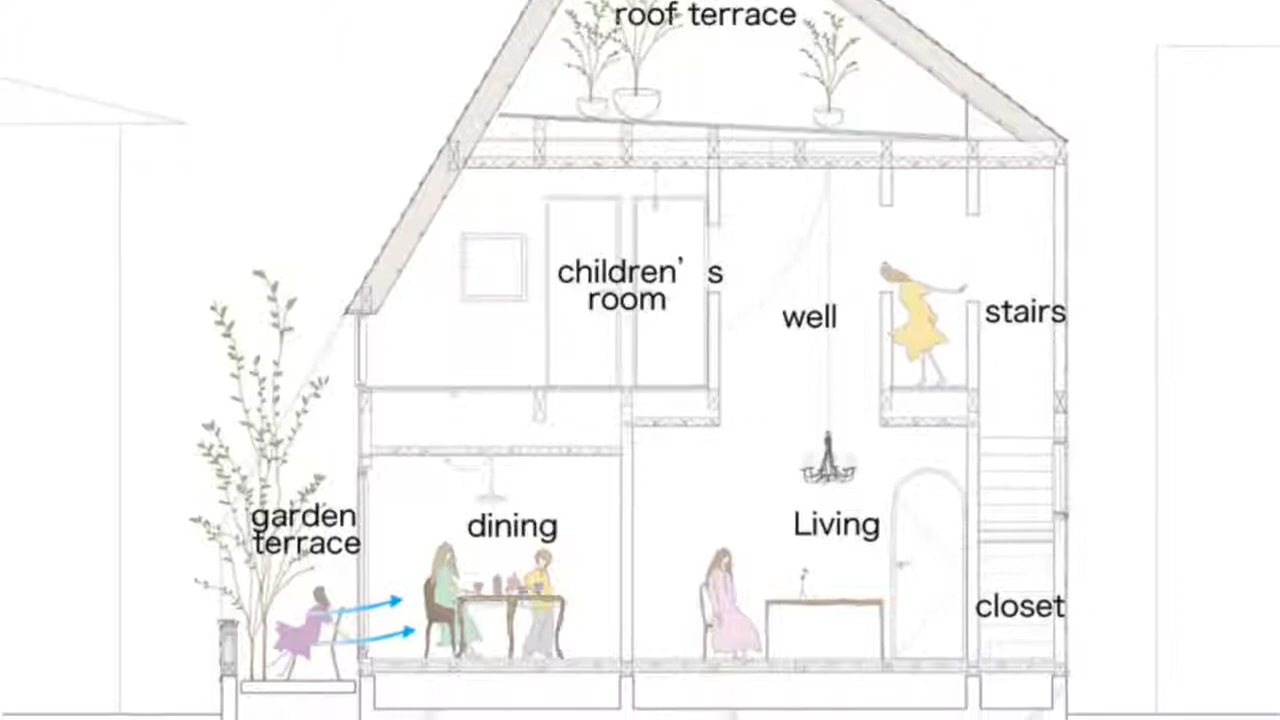 roof terrace
children’ s
room
well
stairs
garden
terrace
dining
Living
closet